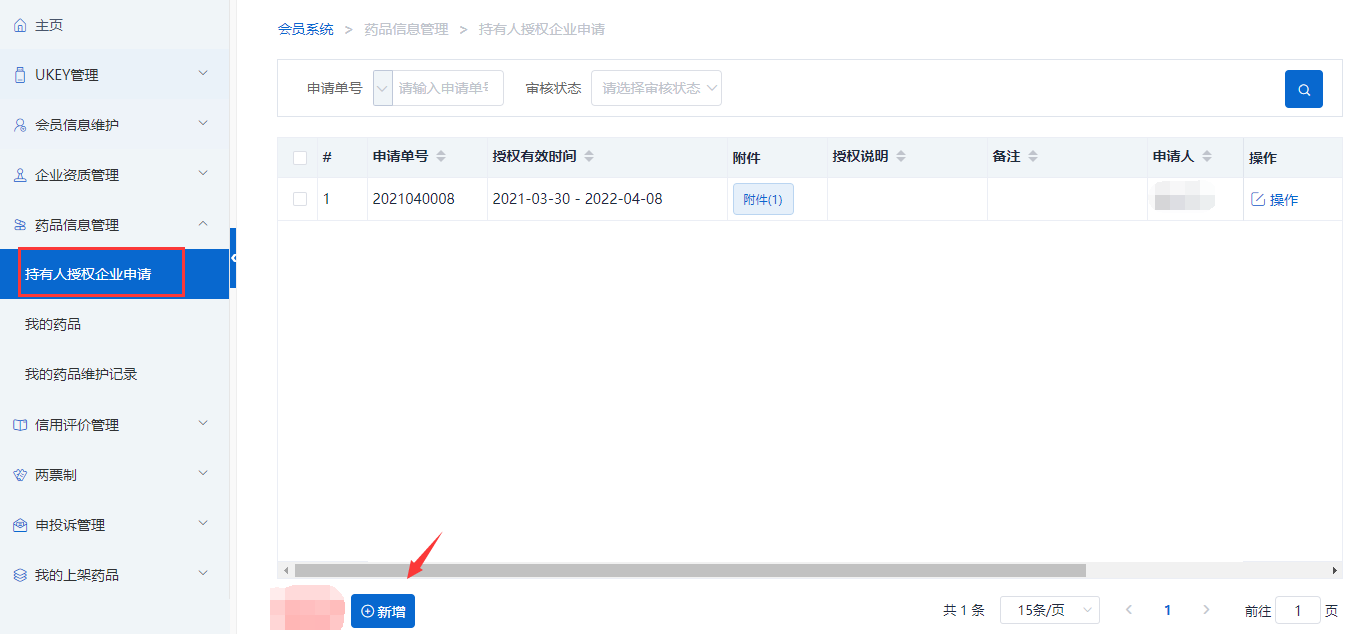 主页
UKEY管理
会员信息维护
企业资质管理
药品信息管理
持有人授权企业申请
我的药品
我的药品维护记录
信用评价管理
两票制
申投诉管理
我的上架药品
会员系统 > 药品信息管理 > 持有人授权企业申请
申请单号 请输入申请单号 审核状态 请选择审核状态
# 申请单号 授权有效时间 附件 授权说明 备注 申请人 操作
1 2021040008 2021-03-30 - 2022-04-08 附件(1) 操作
新增 共 1 条 15条/页 1 前往 1 页